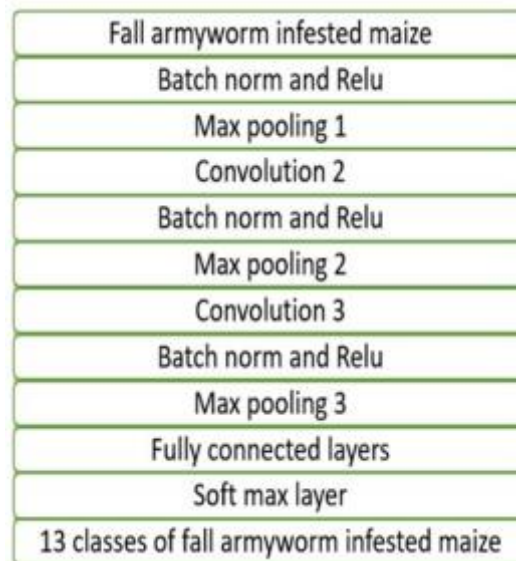 Fall armyworm infested maize
Batch norm and Relu
Max pooling 1
Convolution 2
Batch norm and Relu
Max pooling 2
Convolution 3
Batch norm and Relu
Max pooling 3
Fully connected layers
Soft max layer
13 classes of fall armyworm infested maize